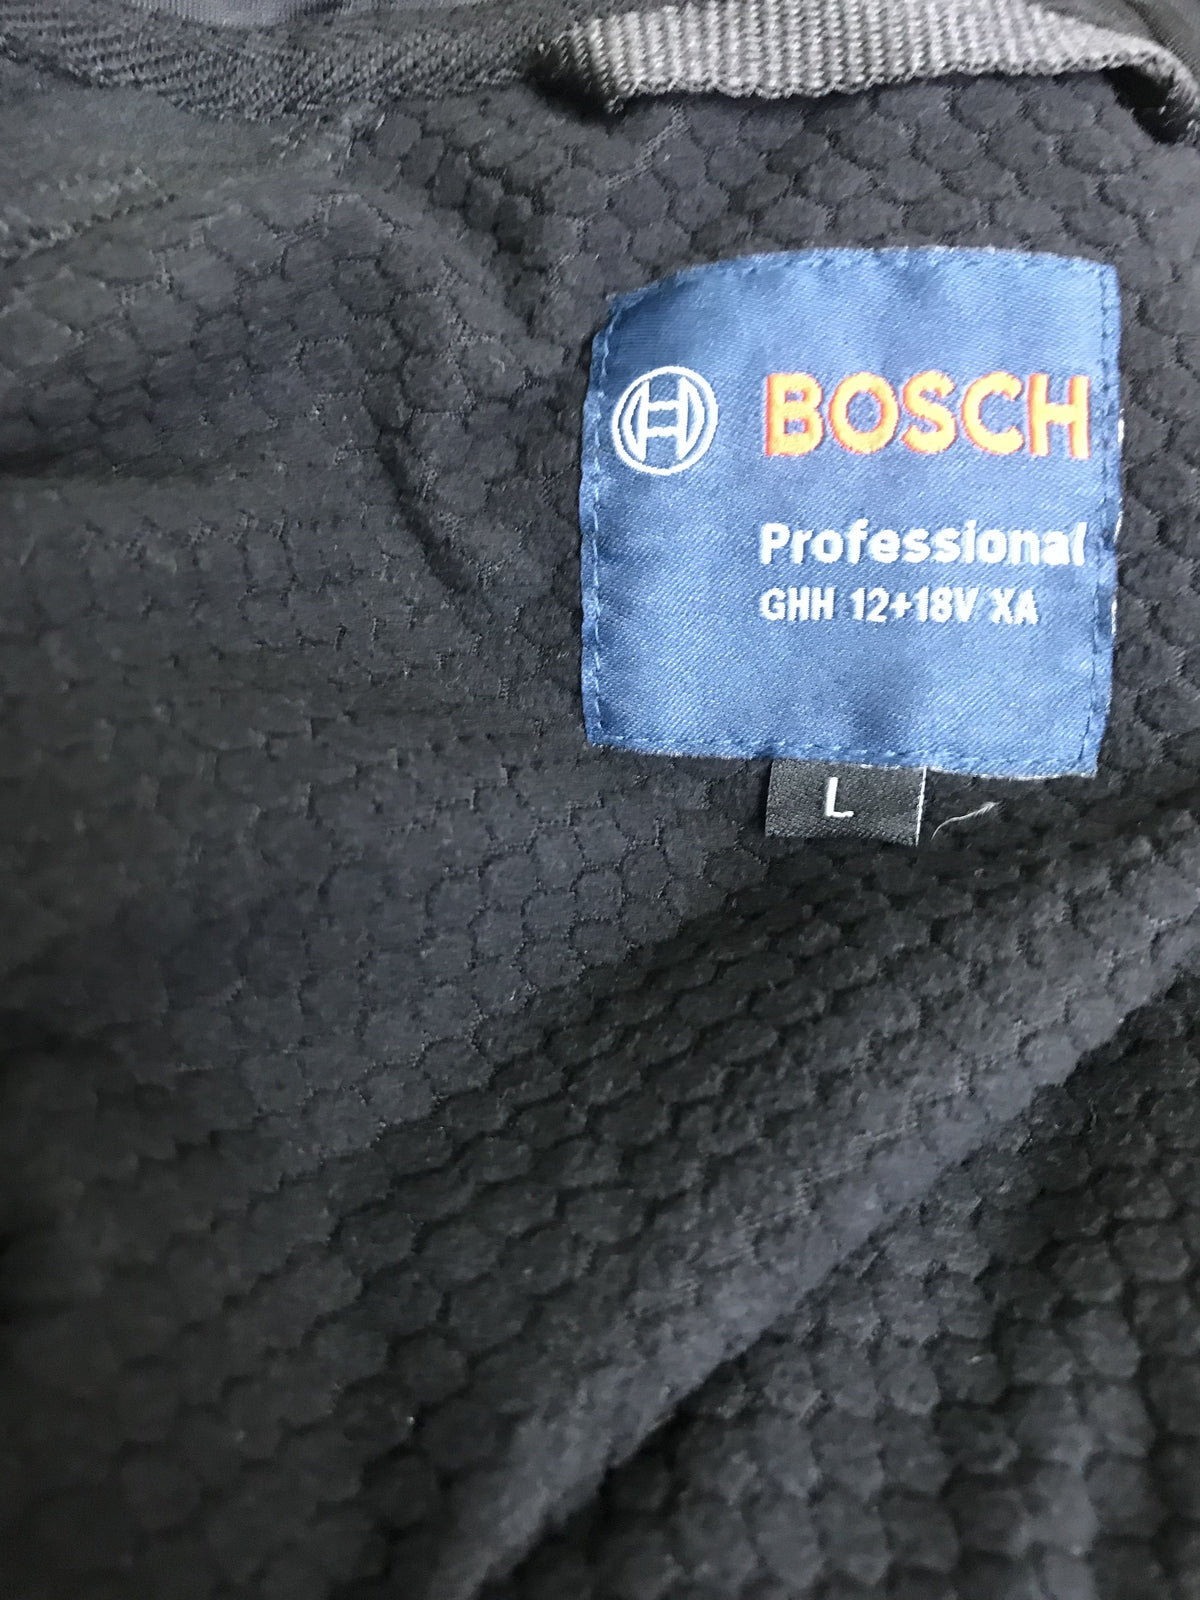 BOSCH
Professional
GHH 12+18V XA
L